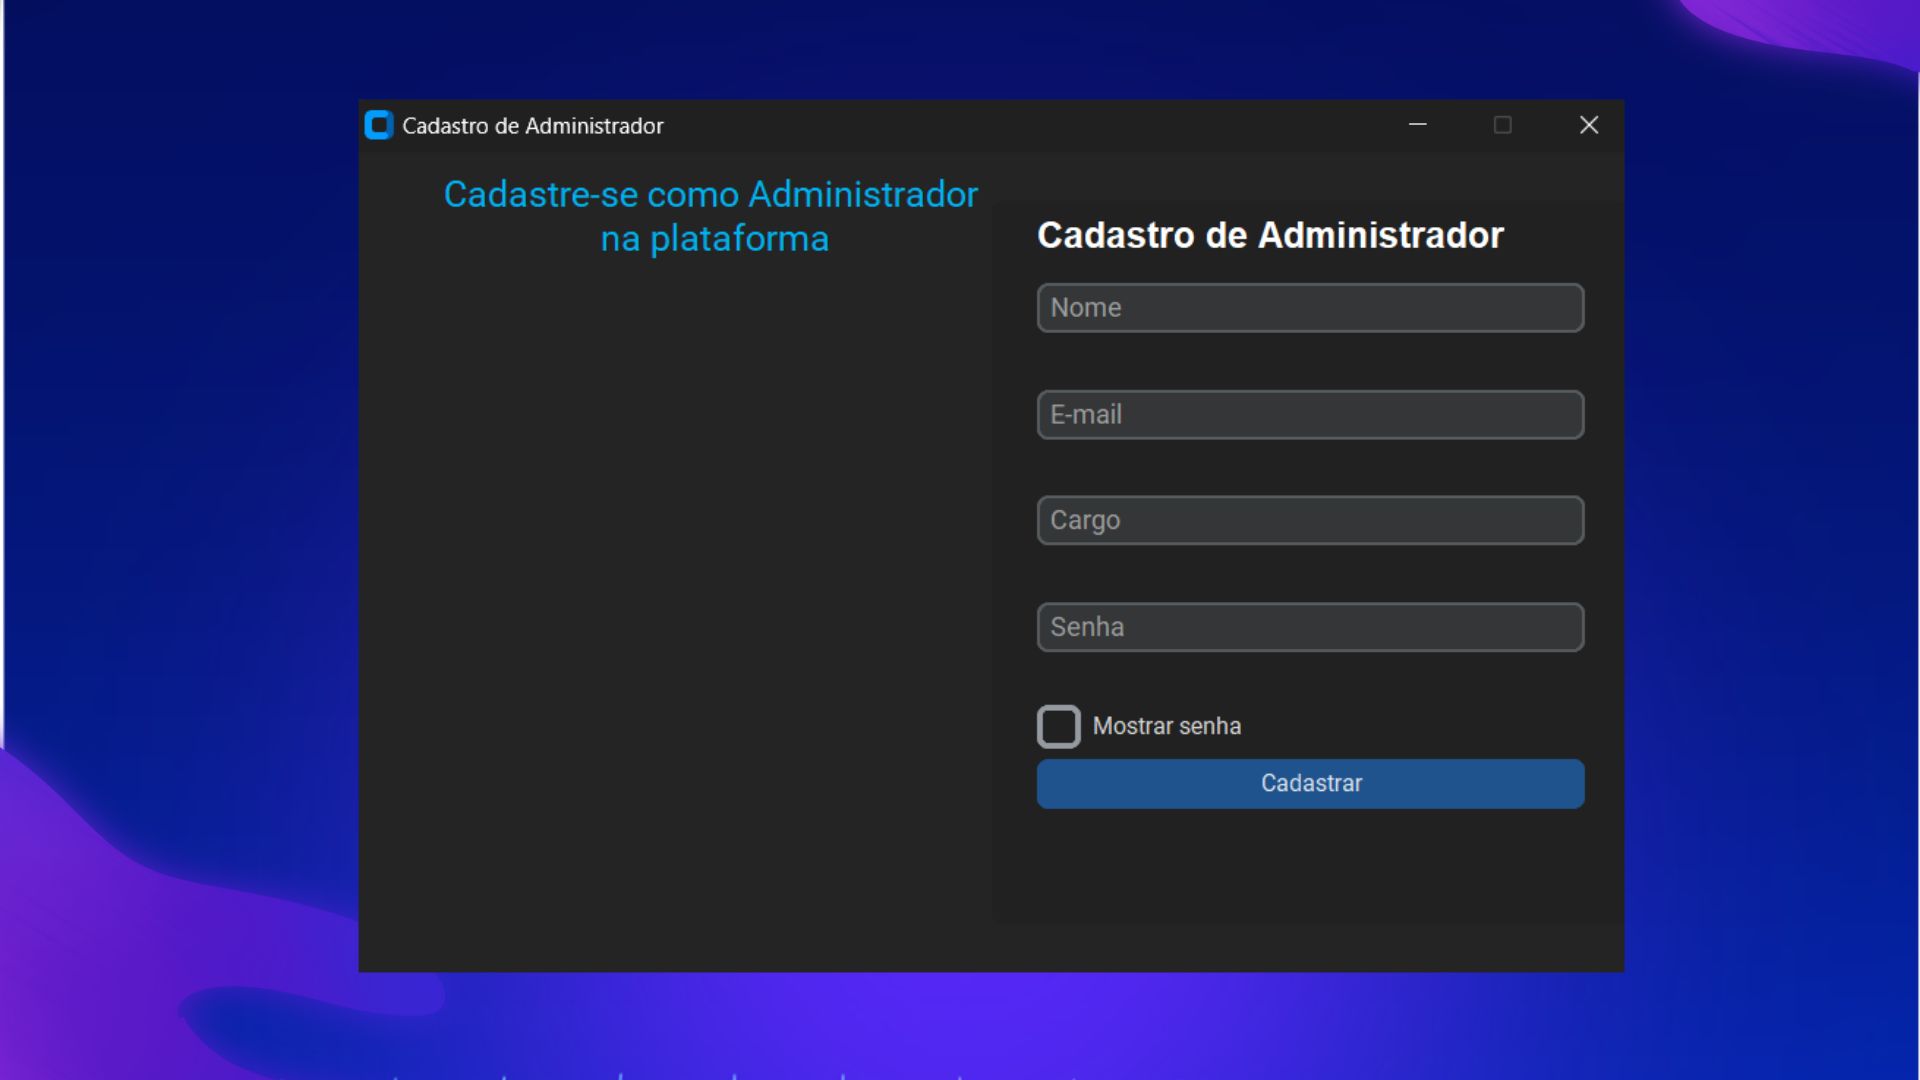 Cadastro de Administrador
Cadastre-se como Administrador
na plataforma
Cadastro de Administrador
Nome
E-mail
Cargo
Senha
Mostrar senha
Cadastrar